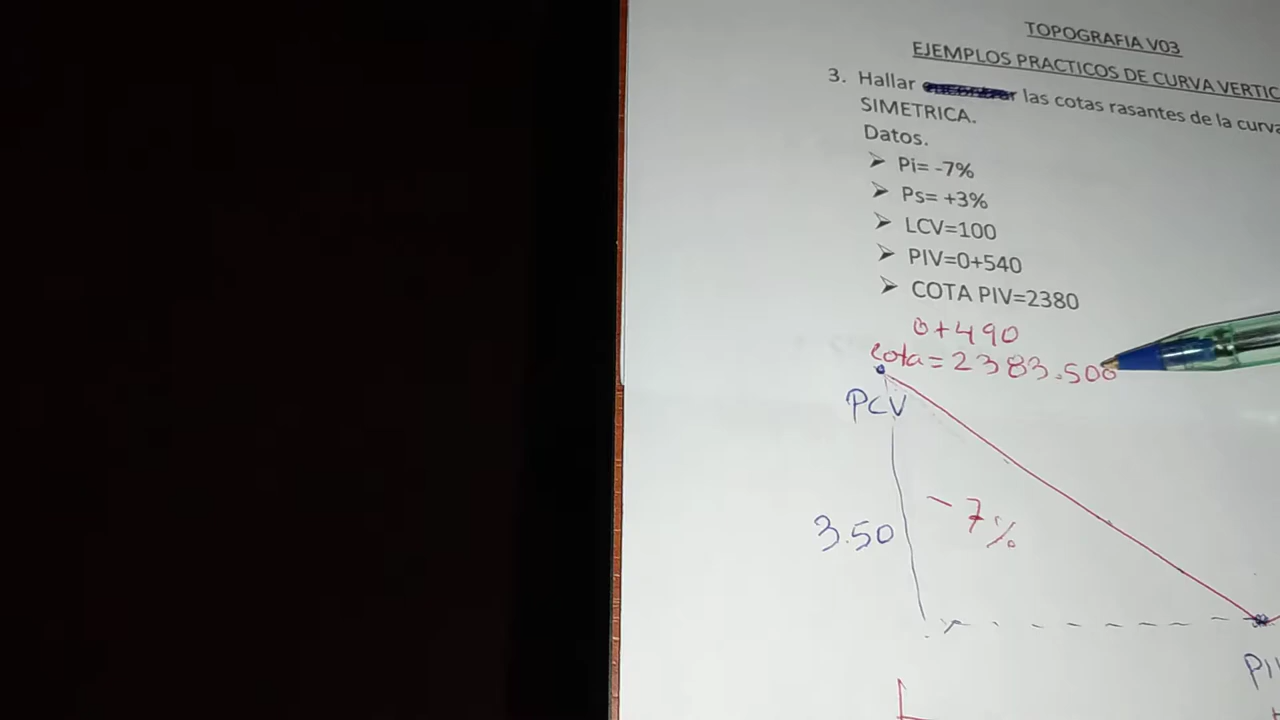 TOPOGRAFIA V03
EJEMPLOS PRACTICOS DE CURVA VERTIC
3. Hallar las cotas rasantes de la curva
SIMETRICA.
Datos.
➤ Pi= -7%
➤ Ps= +3%
➤ LCV=100
➤ PIV=0+540
➤ COTA PIV=2380
0+490
Cota = 2383.500
PCV
- 7%
3.50
PI